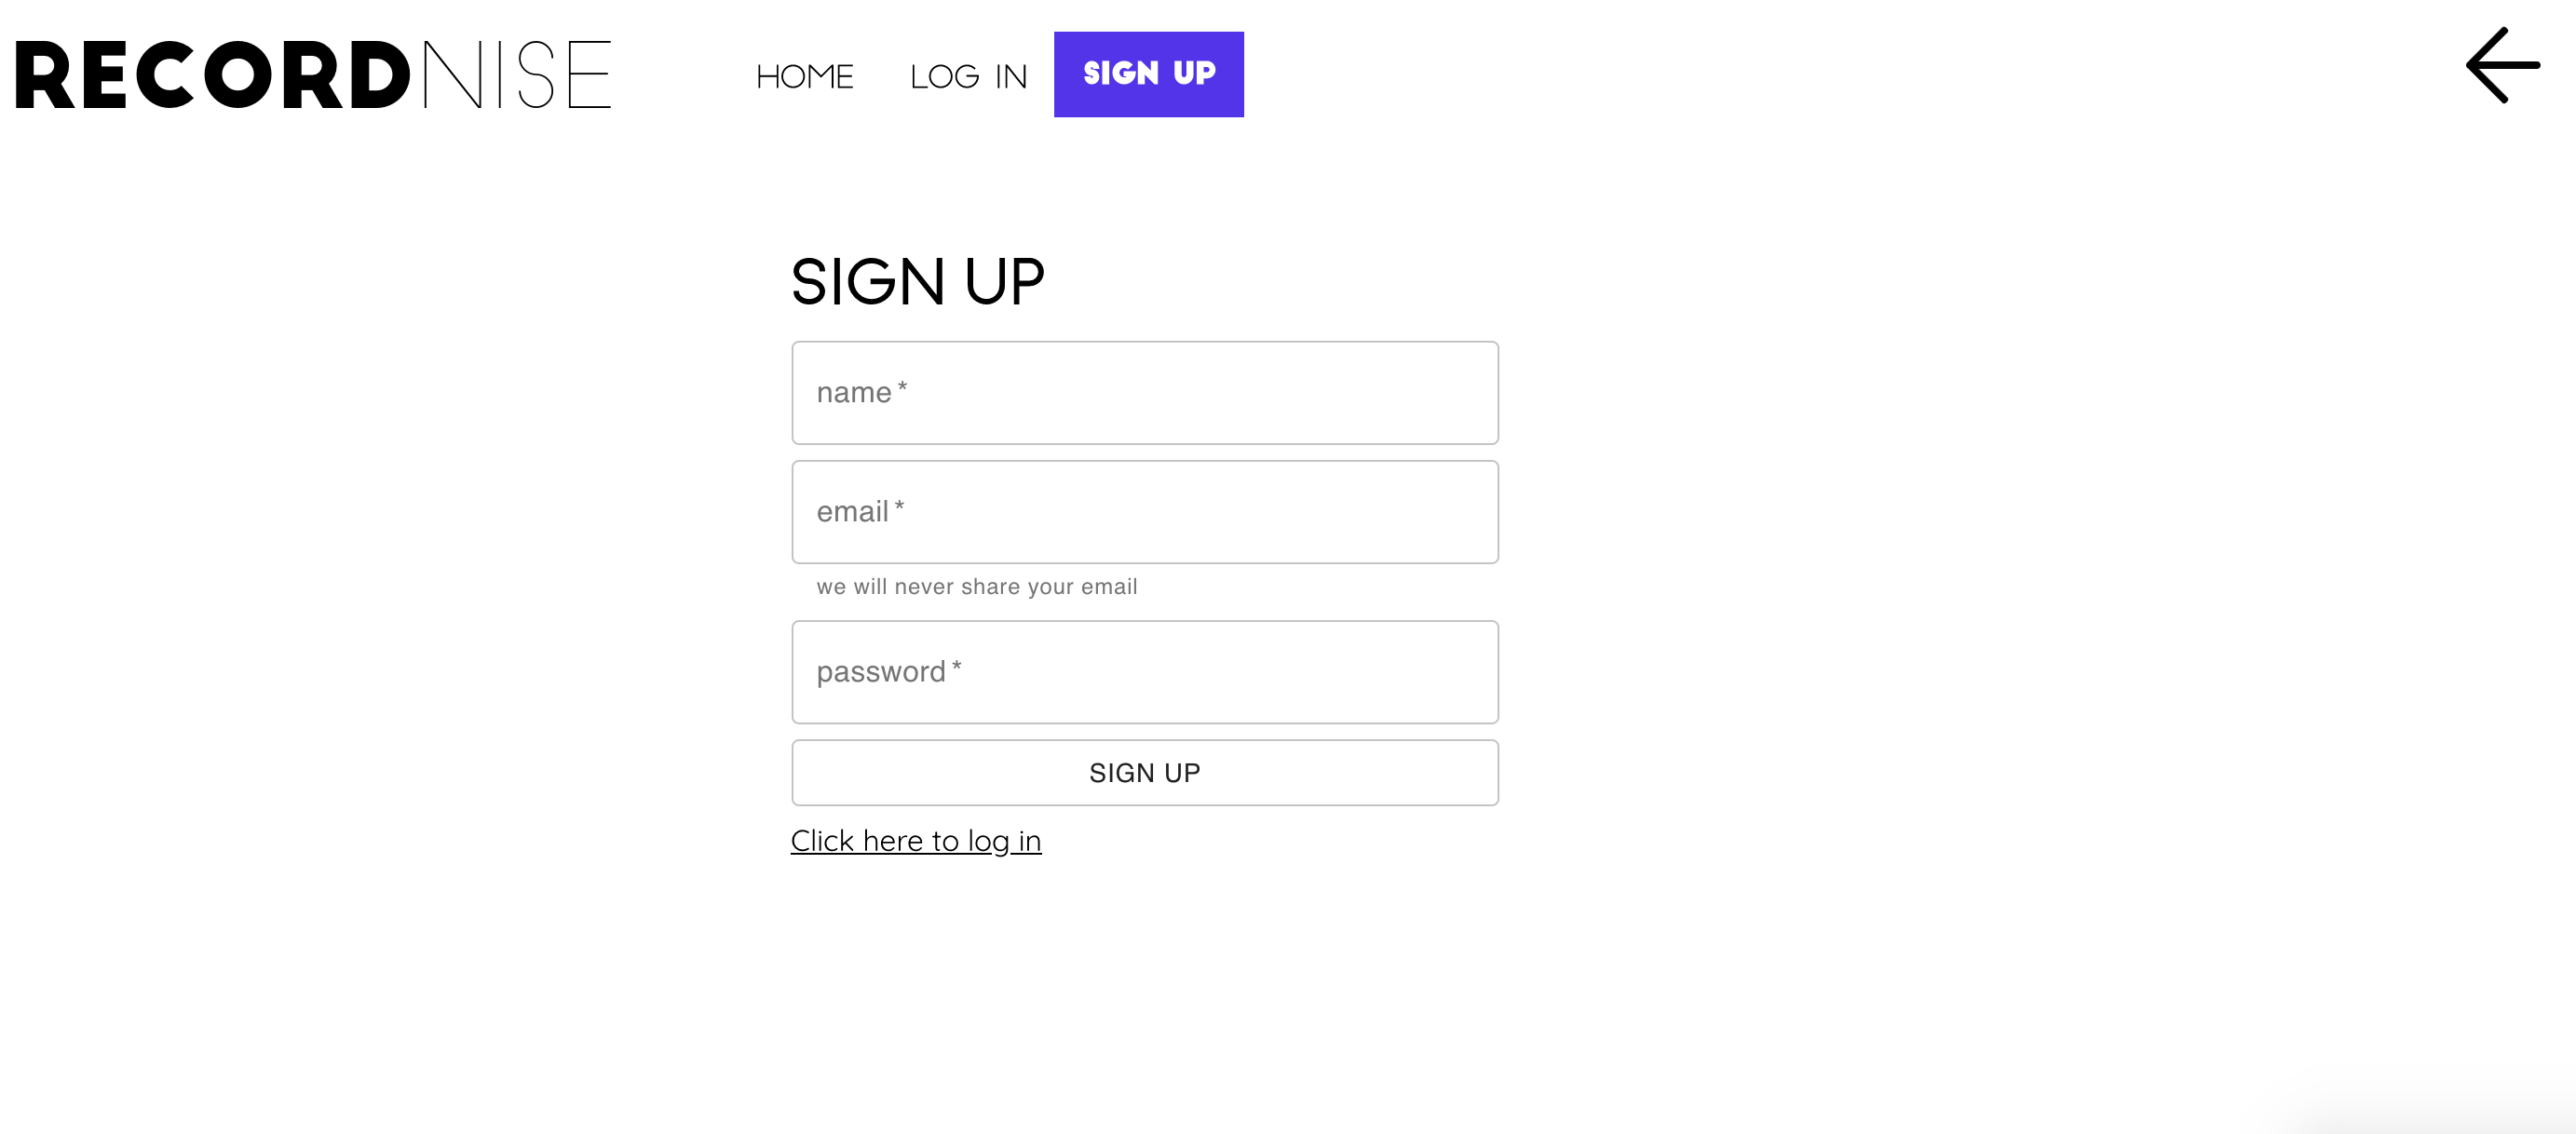 RECORDNISE HOME LOG IN SIGN UP
SIGN UP
name *
email *
we will never share your email
password *
SIGN UP
Click here to log in